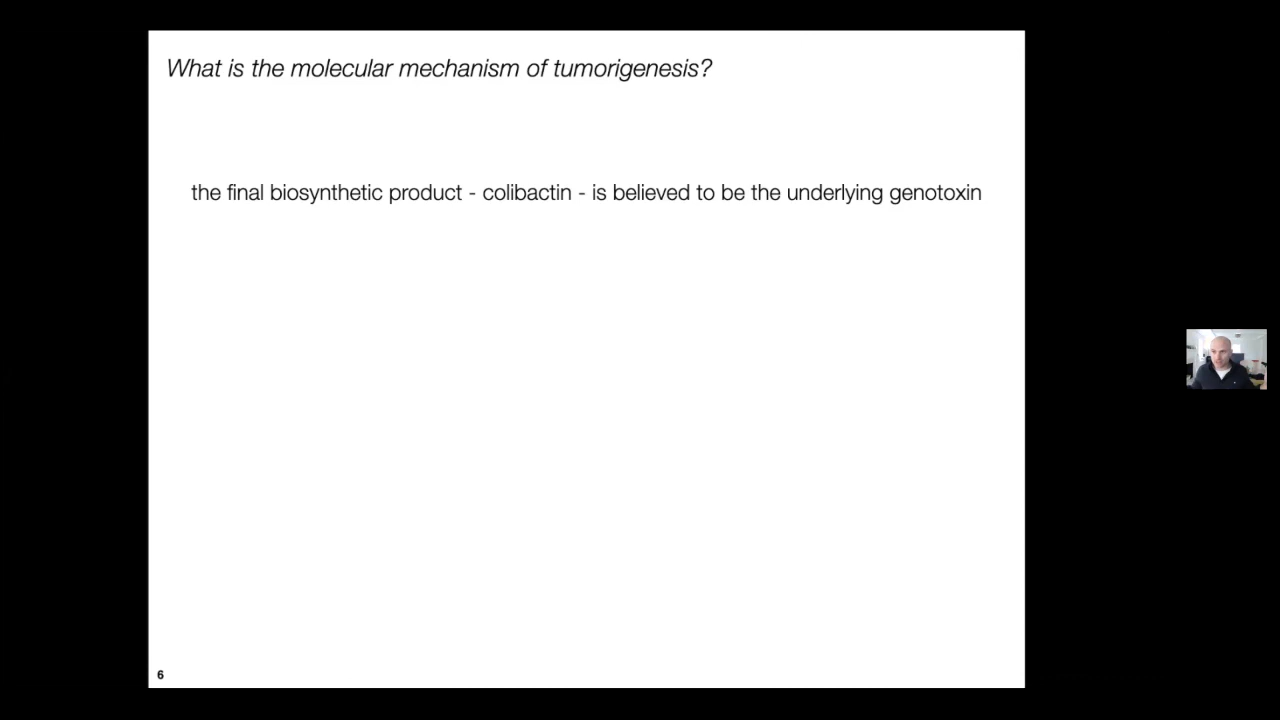 What is the molecular mechanism of tumorigenesis?
the final biosynthetic product - colibactin - is believed to be the underlying genotoxin
6